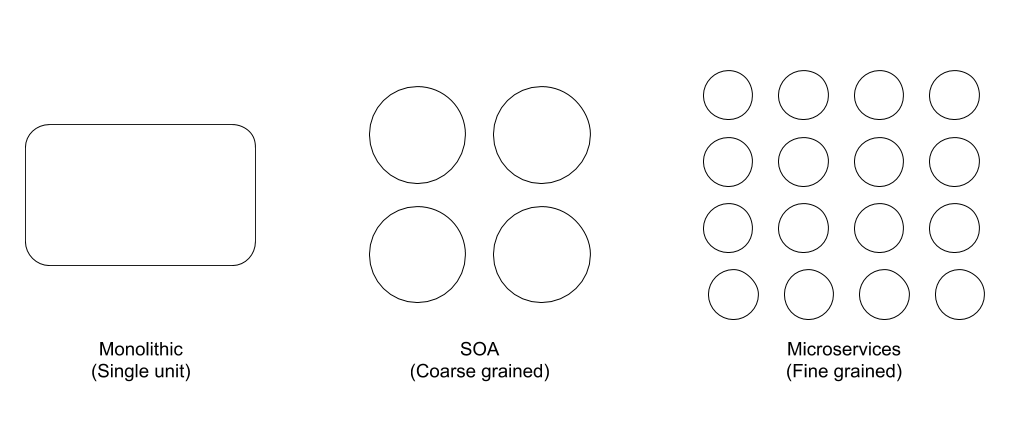 Monolithic
(Single unit)
SOA
(Coarse grained)
Microservices
(Fine grained)